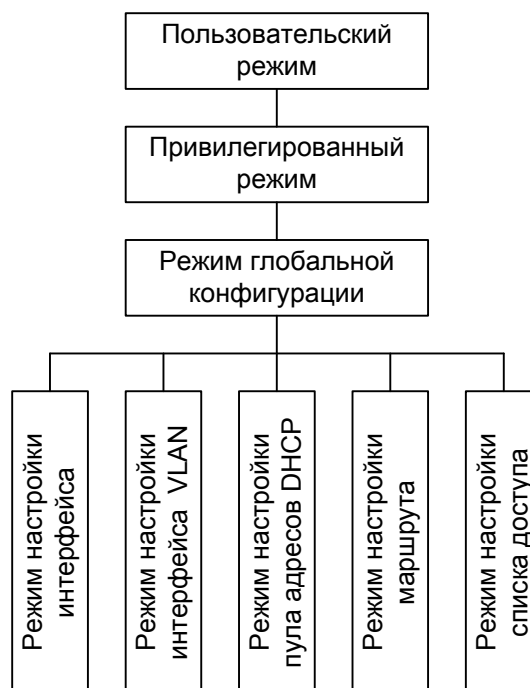 Пользовательский
режим
Привилегированный
режим
Режим глобальной
конфигурации
Режим настройки
интерфейса
Режим настройки
интерфейса VLAN
Режим настройки
пула адресов DHCP
Режим настройки
маршрута
Режим настройки
списка доступа